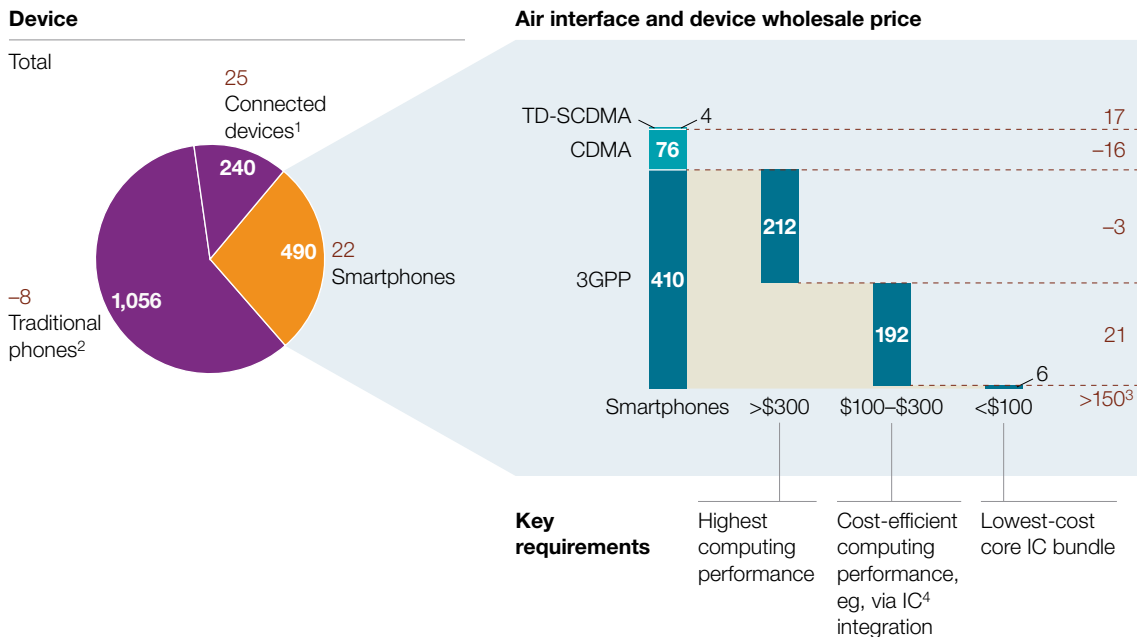 Device
Total
25
Connected
devices¹
240
490
22
Smartphones
1,056
–8
Traditional
phones²
Air interface and device wholesale price
TD-SCDMA
4
17
CDMA
76
–16
212
–3
3GPP
410
192
21
6
>150³
Smartphones
>$300
$100–$300
<$100
Key
requirements
Highest
computing
performance
Cost-efficient
computing
performance,
eg, via IC⁴
integration
Lowest-cost
core IC bundle